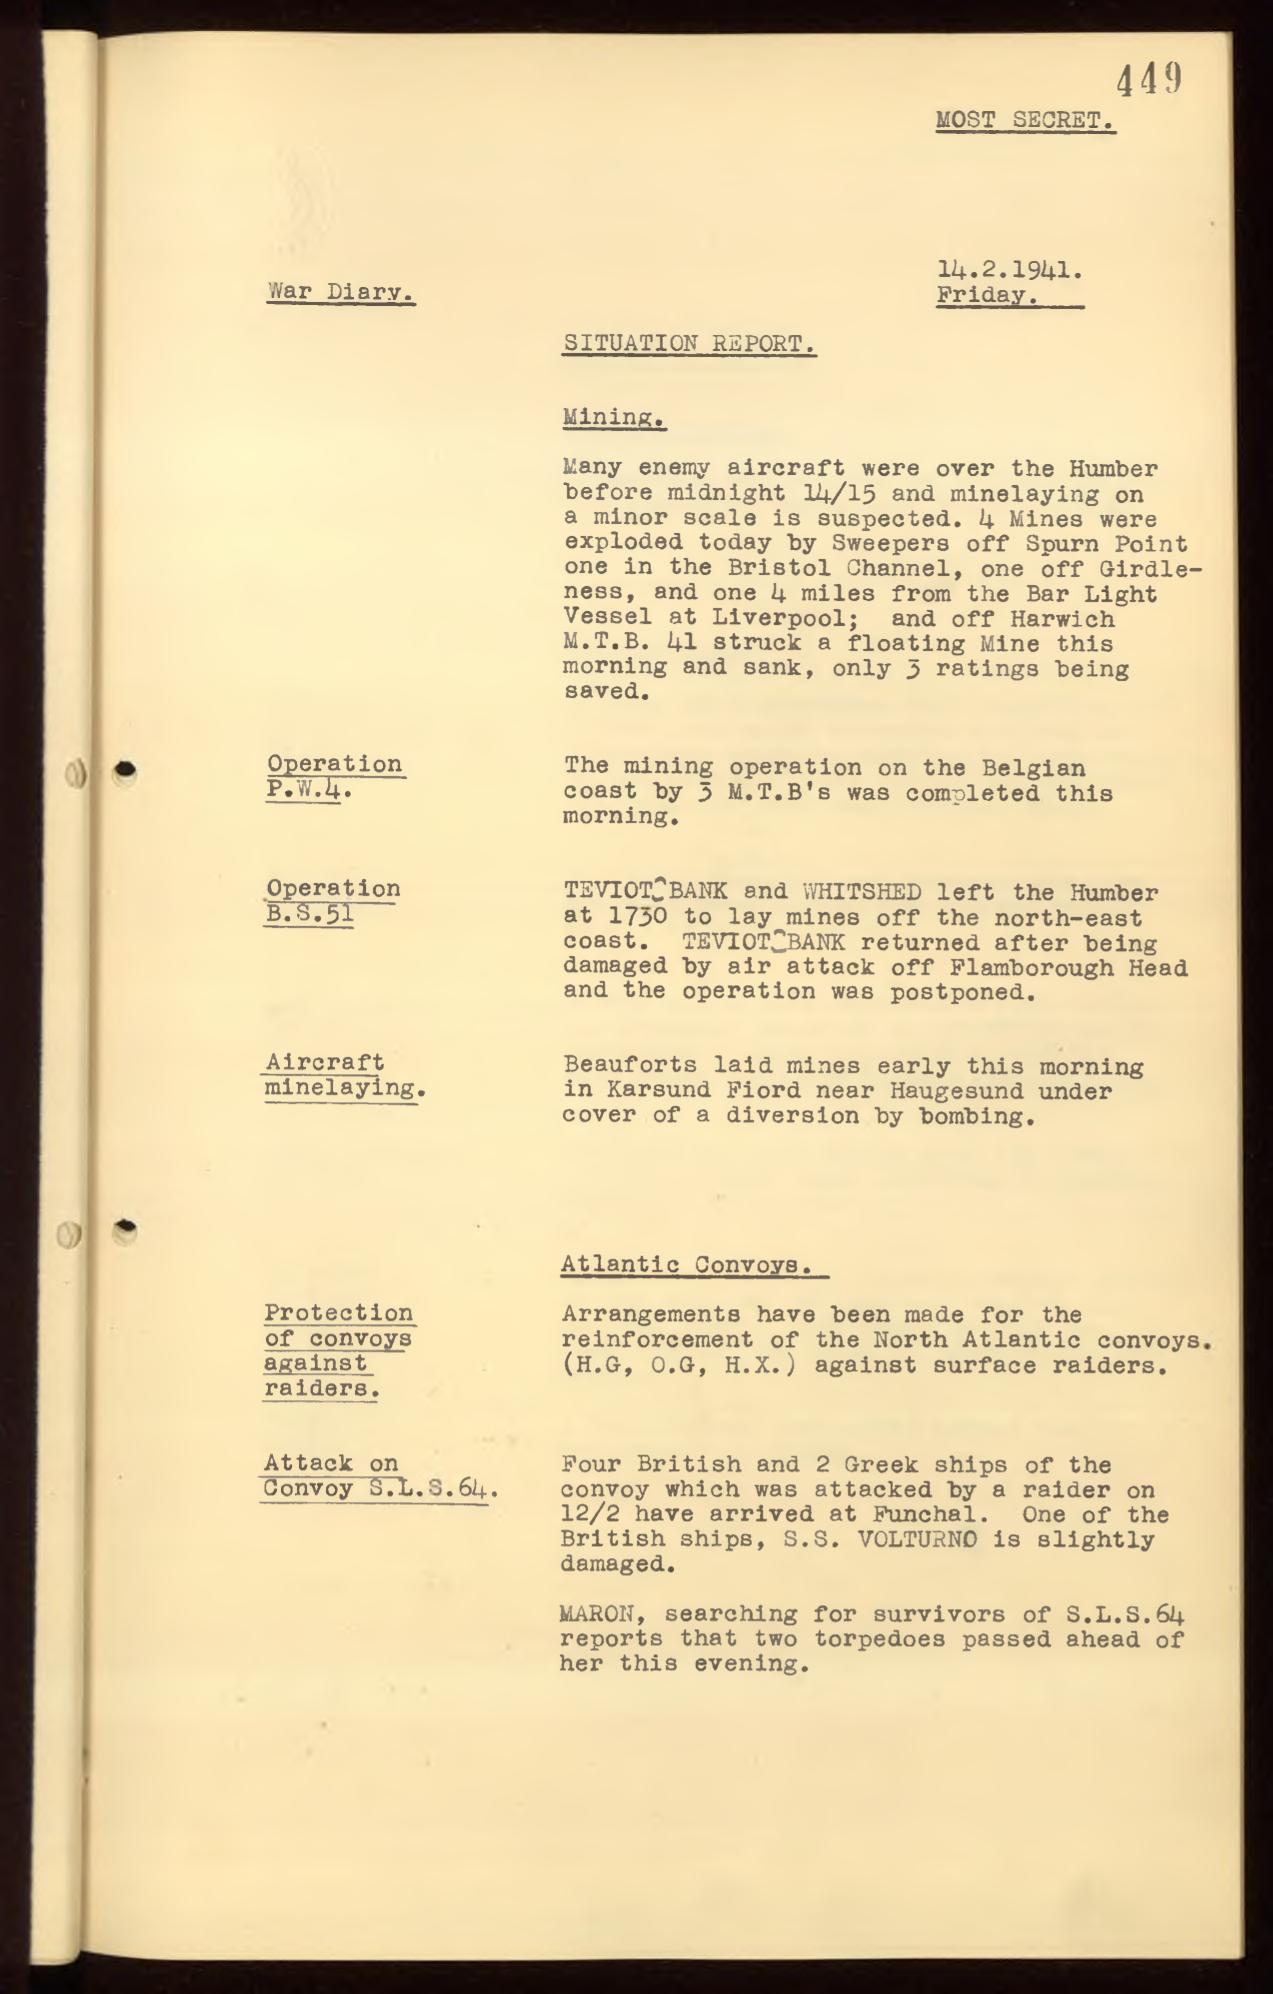 449
MOST SECRET.
14.2.1941.
War Diary.
Friday.
SITUATION REPORT.
Mining.
Many enemy aircraft were over the Humber
before midnight 14/15 and minelaying on
a minor scale is suspected. 4 Mines were
exploded today by Sweepers off Spurn Point
one in the Bristol Channel, one off Girdle-
ness, and one 4 miles from the Bar Light
Vessel at Liverpool; and off Harwich
M.T.B. 41 struck a floating Mine this
morning and sank, only 3 ratings being
saved.
Operation
P.W.4.
The mining operation on the Belgian
coast by 3 M.T.B's was completed this
morning.
Operation
B.S.51
TEVIOT BANK and WHITSHED left the Humber
at 1730 to lay mines off the north-east
coast. TEVIOT BANK returned after being
damaged by air attack off Flamborough Head
and the operation was postponed.
Aircraft
minelaying.
Beauforts laid mines early this morning
in Karsund Fiord near Haugesund under
cover of a diversion by bombing.
Atlantic Convoys.
Protection
of convoys
against
raiders.
Arrangements have been made for the
reinforcement of the North Atlantic convoys.
(H.G, O.G, H.X.) against surface raiders.
Attack on
Convoy S.L.S.64.
Four British and 2 Greek ships of the
convoy which was attacked by a raider on
12/2 have arrived at Funchal. One of the
British ships, S.S. VOLTURNO is slightly
damaged.
MARON, searching for survivors of S.L.S.64
reports that two torpedoes passed ahead of
her this evening.